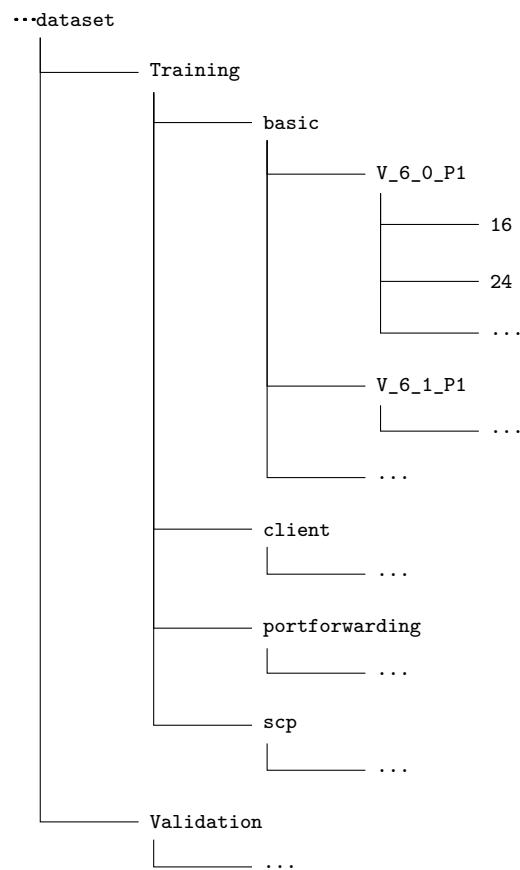 ...dataset
Training
basic
V_6_0_P1
16
24
...
V_6_1_P1
...
...
client
...
portforwarding
...
scp
...
Validation
...